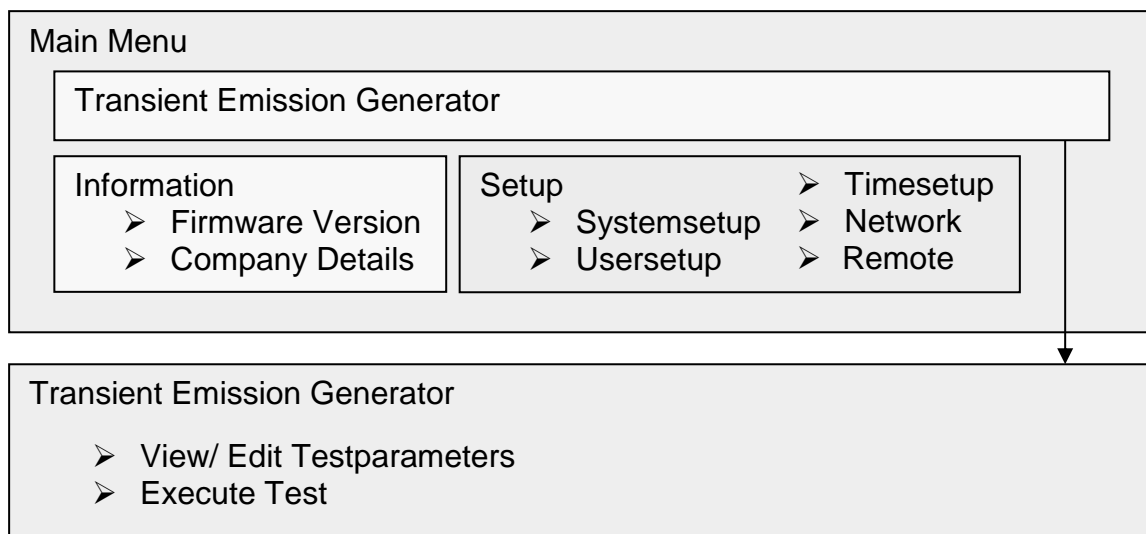 Main Menu
Transient Emission Generator
Information
➢ Firmware Version
➢ Company Details
Setup
➢ Systemsetup
➢ Usersetup
➢ Timesetup
➢ Network
➢ Remote
Transient Emission Generator
➢ View/ Edit Testparameters
➢ Execute Test